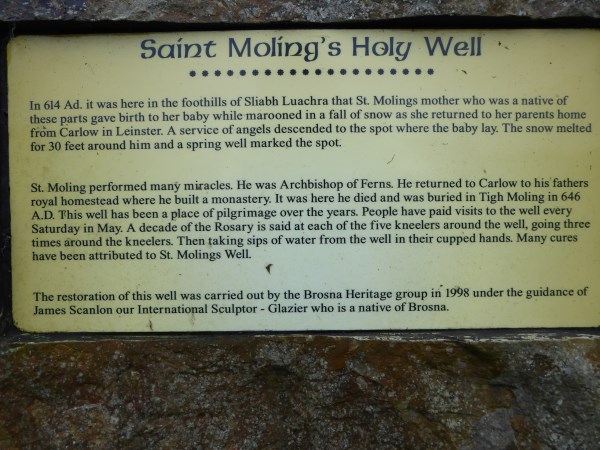 Saint Moling's Holy Well
In 614 Ad. it was here in the foothills of Sliabh Luachra that St. Molings mother who was a native of
these parts gave birth to her baby while marooned in a fall of snow as she returned to her parents home
from Carlow in Leinster. A service of angels descended to the spot where the baby lay. The snow melted
for 30 feet around him and a spring well marked the spot.
St. Moling performed many miracles. He was Archbishop of Ferns. He returned to Carlow to his fathers
royal homestead where he built a monastery. It was here he died and was buried in Tigh Moling in 646
A.D. This well has been a place of pilgrimage over the years. People have paid visits to the well every
Saturday in May. A decade of the Rosary is said at each of the five kneelers around the well, going three
times around the kneelers. Then taking sips of water from the well in their cupped hands. Many cures
have been attributed to St. Molings Well.
The restoration of this well was carried out by the Brosna Heritage group in 1998 under the guidance of
James Scanlon our International Sculptor - Glazier who is a native of Brosna.